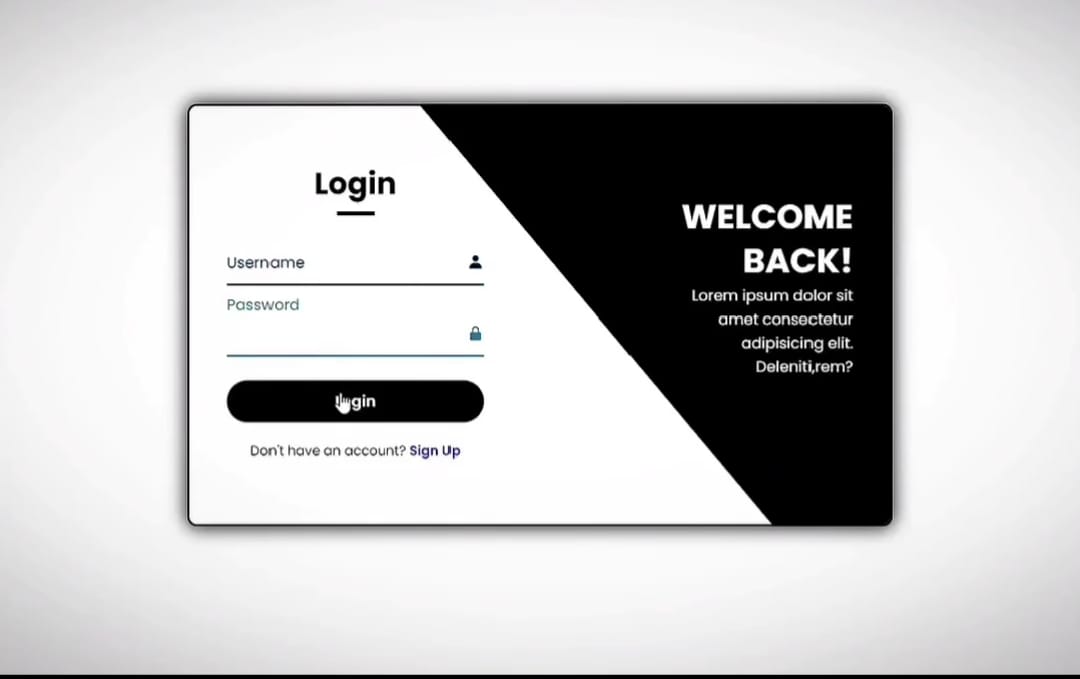 Login
Username
Password
gin
Don't have an account? Sign Up
WELCOME
BACK!
Lorem ipsum dolor sit
amet consectetur
adipisicing elit.
Deleniti,rem?